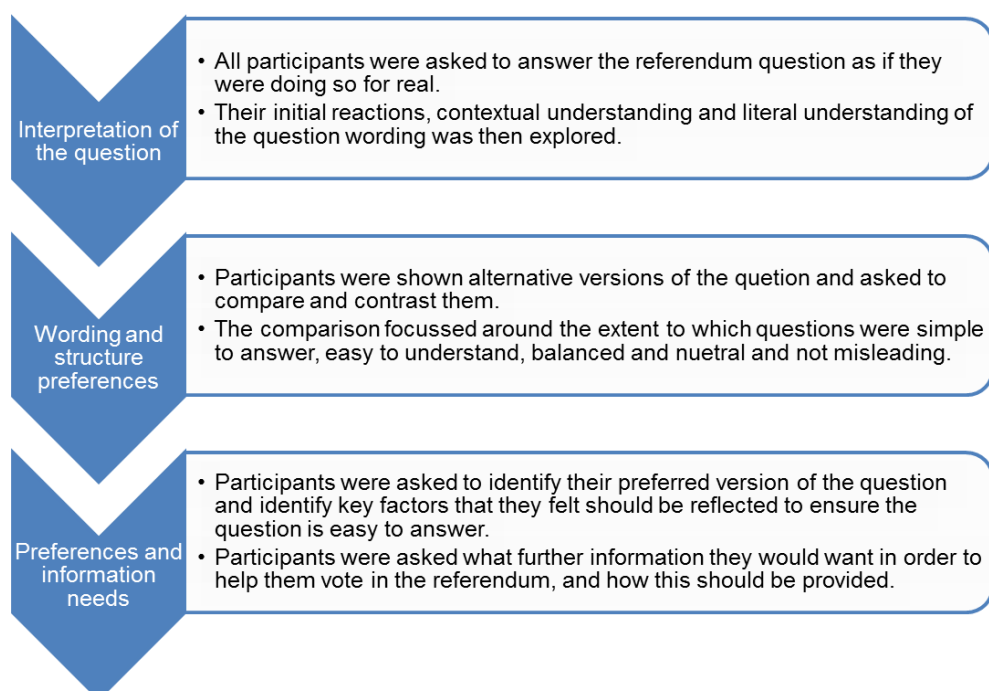 Interpretation of
the question
• All participants were asked to answer the referendum question as if they
were doing so for real.
• Their initial reactions, contextual understanding and literal understanding of
the question wording was then explored.
Wording and
structure
preferences
• Participants were shown alternative versions of the quetion and asked to
compare and contrast them.
• The comparison focussed around the extent to which questions were simple
to answer, easy to understand, balanced and nuetral and not misleading.
Preferences and
information
needs
• Participants were asked to identify their preferred version of the question
and identify key factors that they felt should be reflected to ensure the
question is easy to answer.
• Participants were asked what further information they would want in order to
help them vote in the referendum, and how this should be provided.